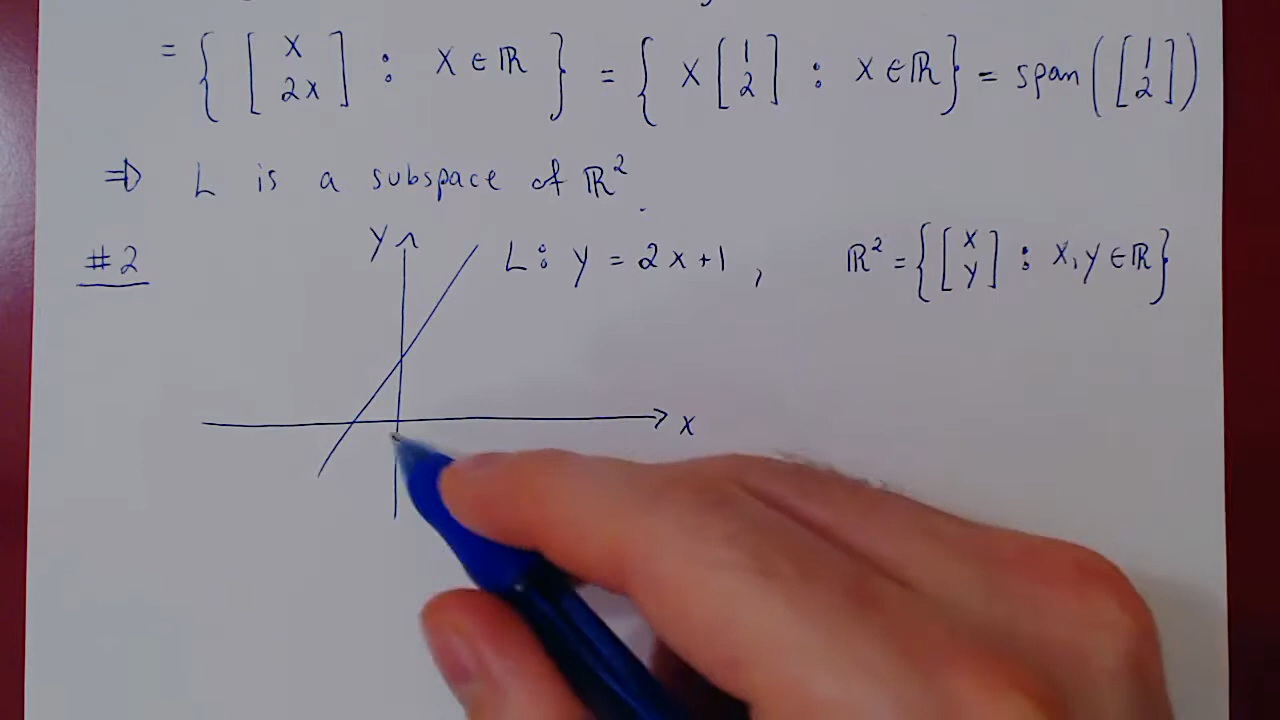 = { [ x 2x ] : x ∈ ℝ } = { x [ 1 2 ] : x ∈ ℝ } = span( [ 1 2 ] )
⇒ L is a subspace of ℝ².
#2
y
L: y = 2x+1, ℝ² = { [ x y ] : x, y ∈ ℝ }
x